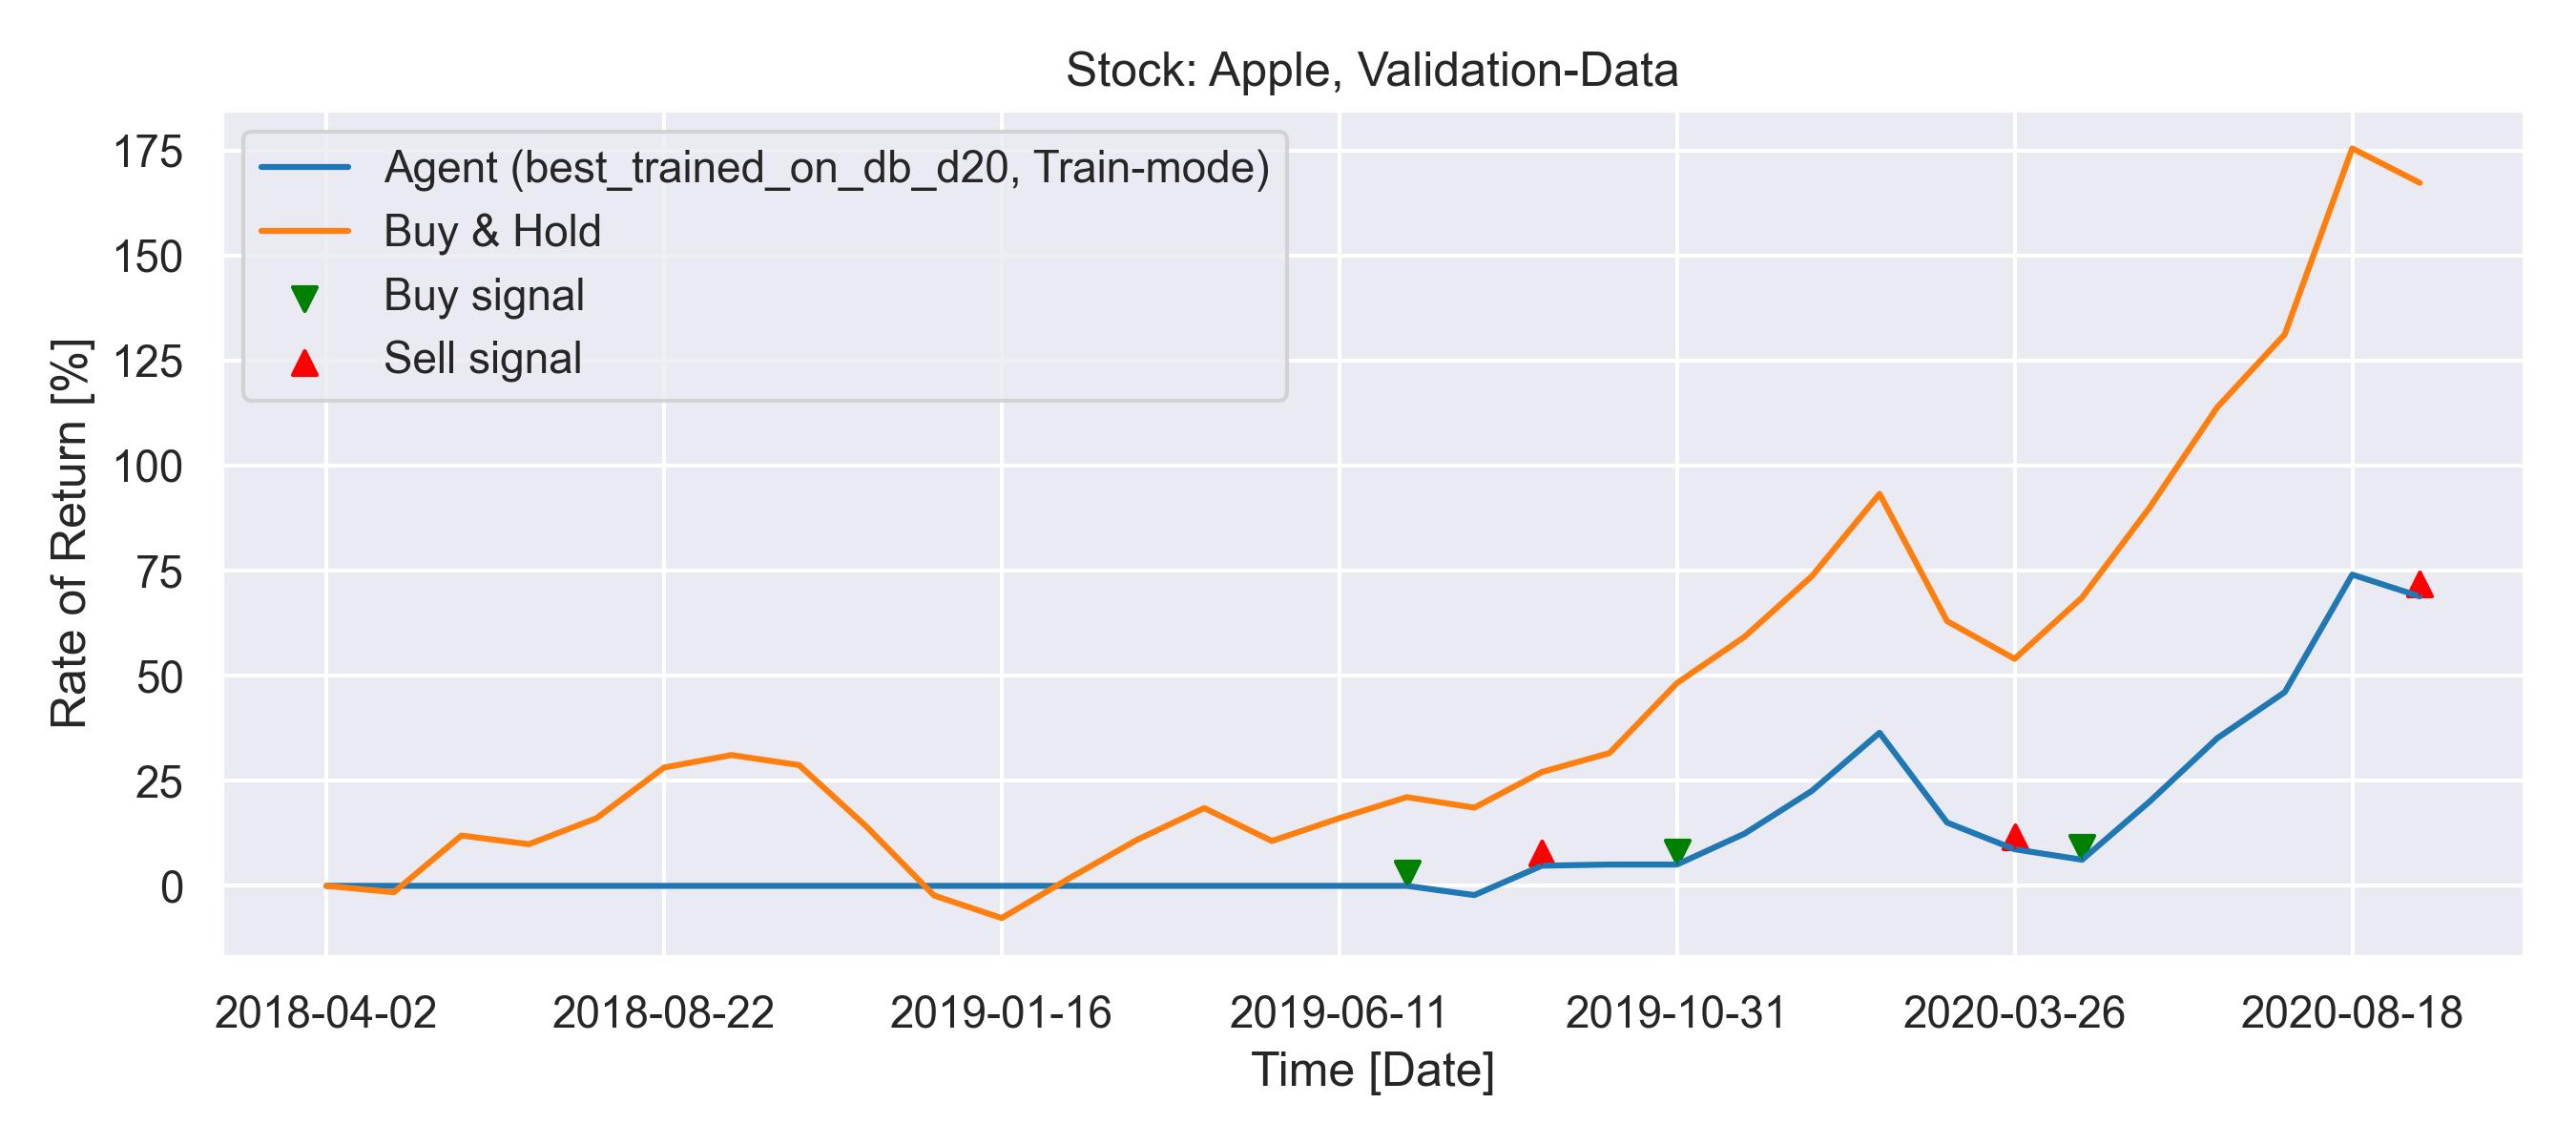 Stock: Apple, Validation-Data
Agent (best_trained_on_db_d20, Train-mode)
Buy & Hold
Buy signal
Sell signal
Rate of Return [%]
175
150
125
100
75
50
25
0
2018-04-02
2018-08-22
2019-01-16
2019-06-11
2019-10-31
2020-03-26
2020-08-18
Time [Date]